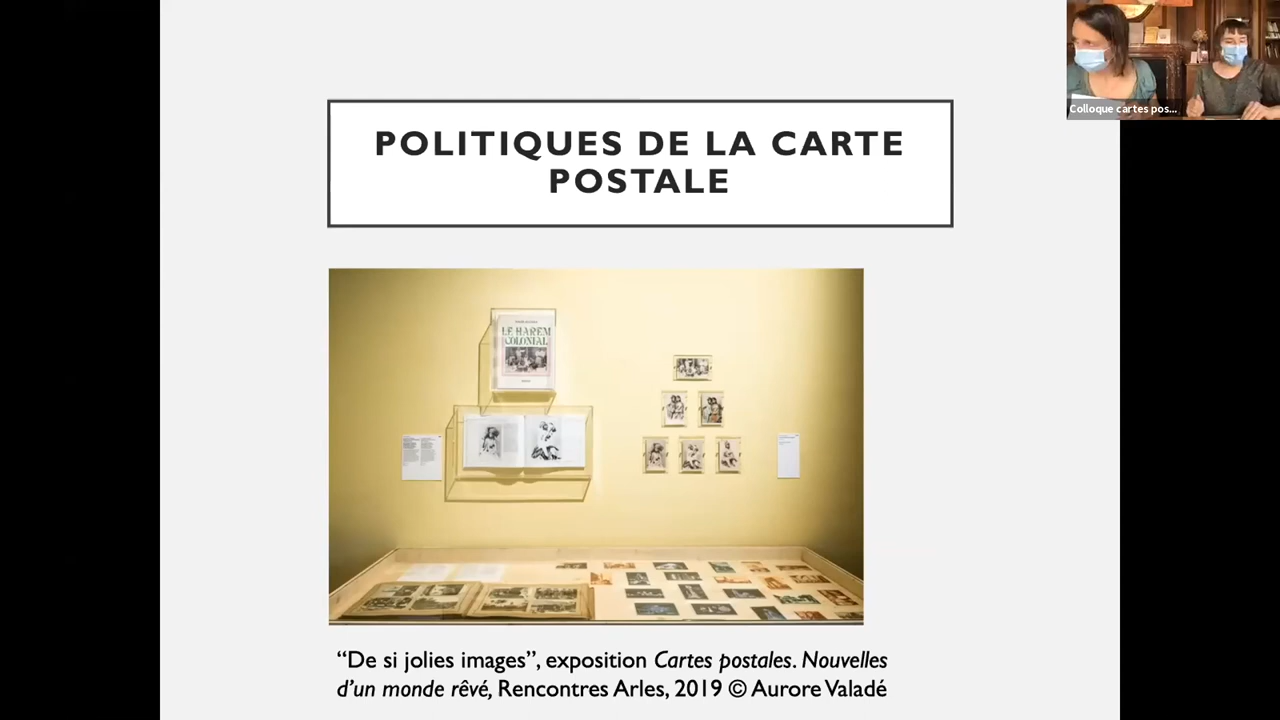 POLITIQUES DE LA CARTE
POSTALE
Colloque cartes pos...
LE HAREM
COLONIAL
“De si jolies images”, exposition Cartes postales. Nouvelles
d’un monde rêvé, Rencontres Arles, 2019 © Aurore Valadé